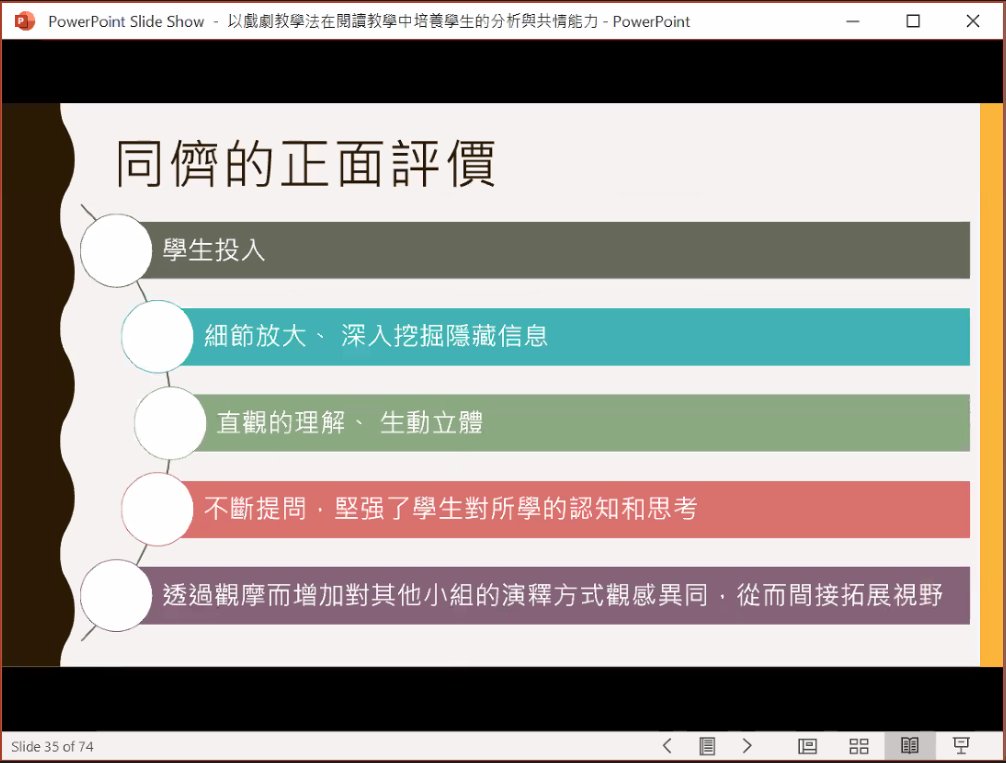 PowerPoint Slide Show - 以戲劇教學法在閱讀教學中培養學生的分析與共情能力 - PowerPoint
同儕的正面評價
學生投入
細節放大、 深入挖掘隱藏信息
直觀的理解、 生動立體
不斷提問，堅强了學生對所學的認知和思考
透過觀摩而增加對其他小組的演釋方式觀感異同，從而間接拓展視野
Slide 35 of 74